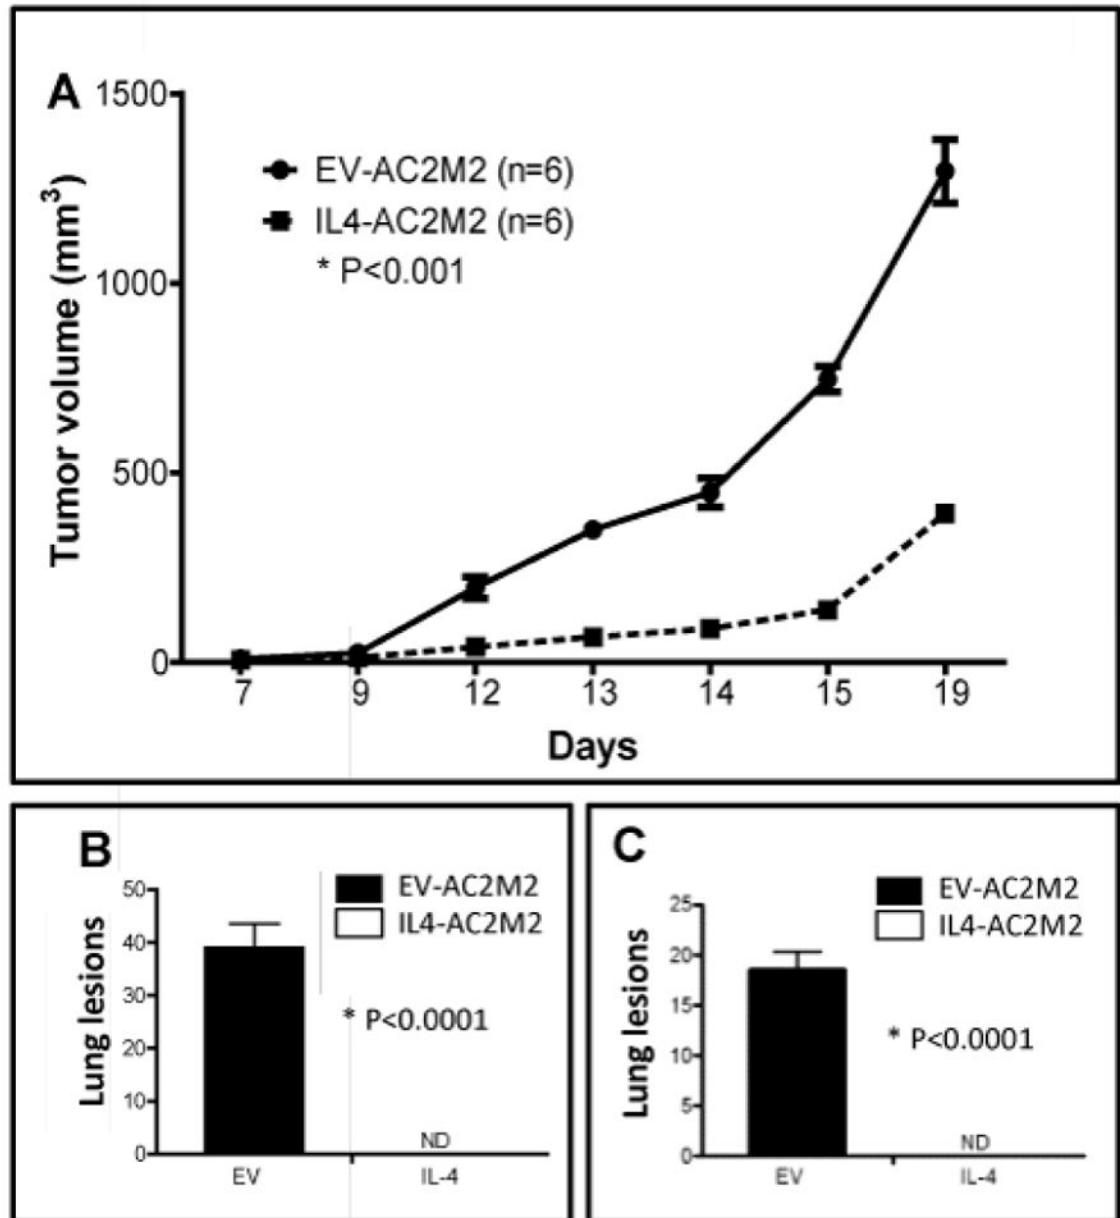 A
1500
1000
500
0
Tumor volume (mm³)
EV-AC2M2 (n=6)
IL4-AC2M2 (n=6)
* P<0.001
7 9 12 13 14 15 19
Days
B
50
40
30
20
10
0
Lung lesions
EV-AC2M2
IL4-AC2M2
* P<0.0001
ND
EV IL-4
C
25
20
15
10
5
0
Lung lesions
EV-AC2M2
IL4-AC2M2
* P<0.0001
ND
EV IL-4